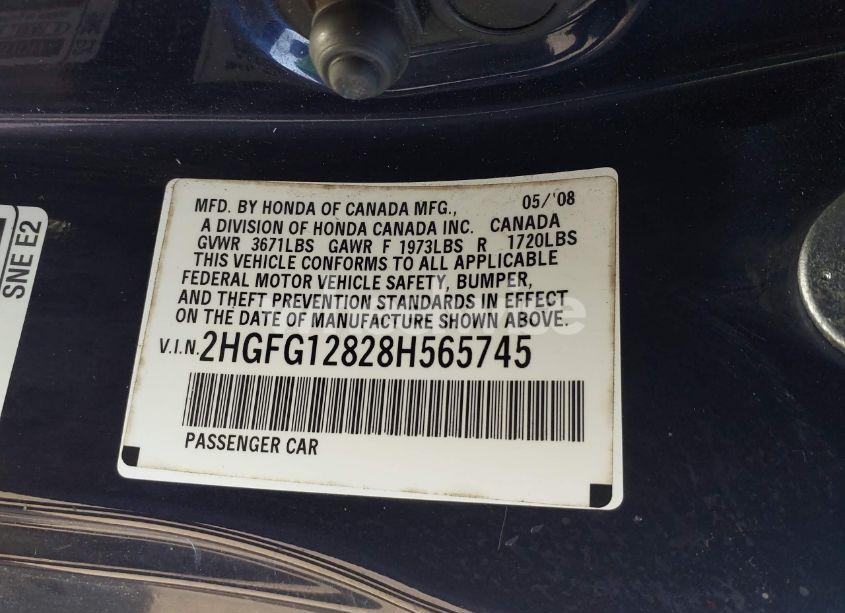 MFD. BY HONDA OF CANADA MFG., 05/'08
A DIVISION OF HONDA CANADA INC. CANADA
GVWR 3671LBS GAWR F 1973LBS R 1720LBS
THIS VEHICLE CONFORMS TO ALL APPLICABLE
FEDERAL MOTOR VEHICLE SAFETY, BUMPER,
AND THEFT PREVENTION STANDARDS IN EFFECT
ON THE DATE OF MANUFACTURE SHOWN ABOVE.
V.I.N. 2HGFG12828H565745
PASSENGER CAR
SNE E2